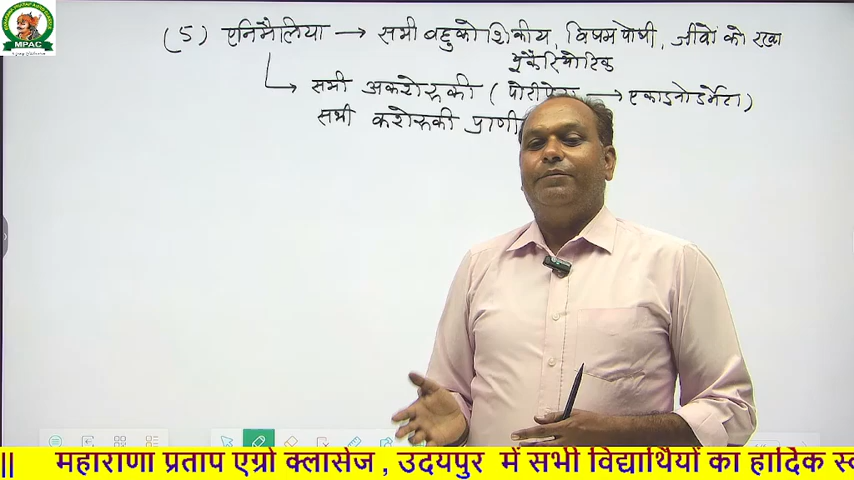 MPAC
(5) एनिमैलिया → सभी बहुकोशिकीय, विषमपोषी, जीवों को रखा
यूकैरियोटिक
सभी अकशेरुकी ( पोरीफेरा → एकाइनोडर्मेटा)
सभी कशेरुकी प्राणी
|| महाराणा प्रताप एग्रो क्लासेज , उदयपुर में सभी विद्यार्थियों का हार्दिक स्व